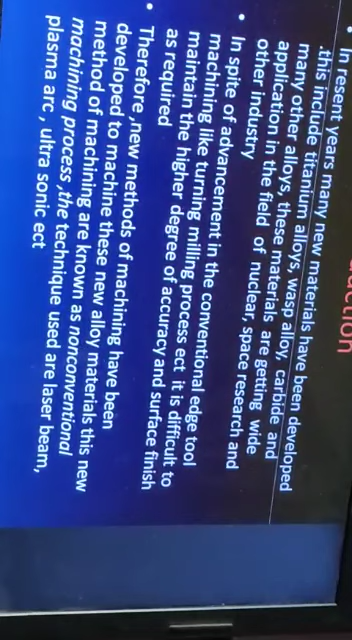 uction
• In resent years many new materials have been developed
.this include titanium alloys, wasp alloy, carbide and
many other alloys, these materials are getting wide
application in the field of nuclear, space research and
other industry
• In spite of advancement in the conventional edge tool
machining like turning milling process ect it is difficult to
maintain the higher degree of accuracy and surface finish
as required
• Therefore ,new methods of machining have been
developed to machine these new alloy materials this new
method of machining are known as nonconventional
machining process ,the technique used are laser beam,
plasma arc , ultra sonic ect